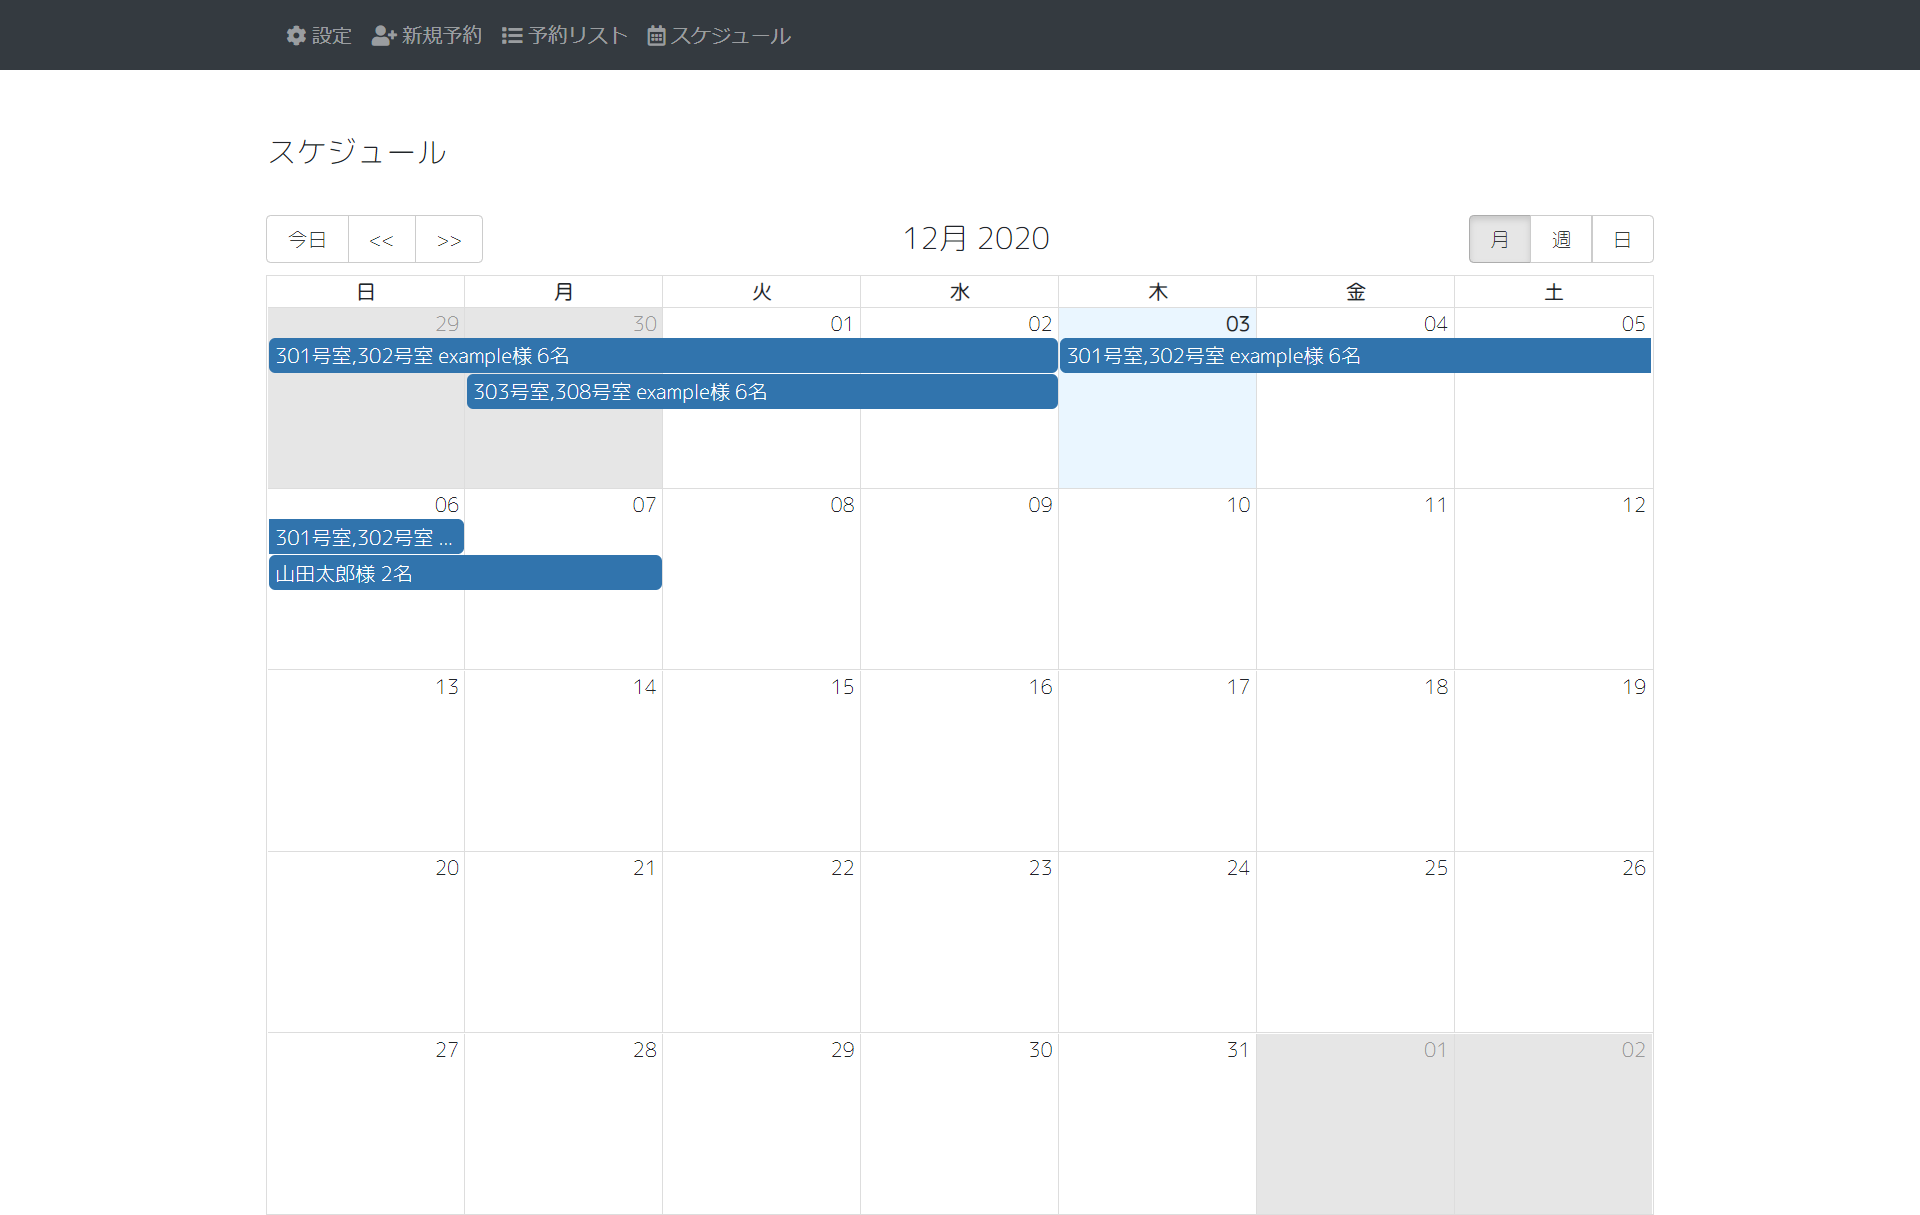 設定 新規予約 予約リスト スケジュール
スケジュール
今日 << >> 12月 2020 月 週 日
日 月 火 水 木 金 土
29 30 01 02 03 04 05
301号室,302号室 example様 6名 301号室,302号室 example様 6名
303号室,308号室 example様 6名
06 07 08 09 10 11 12
301号室,302号室 ...
山田太郎様 2名
13 14 15 16 17 18 19
20 21 22 23 24 25 26
27 28 29 30 31 01 02